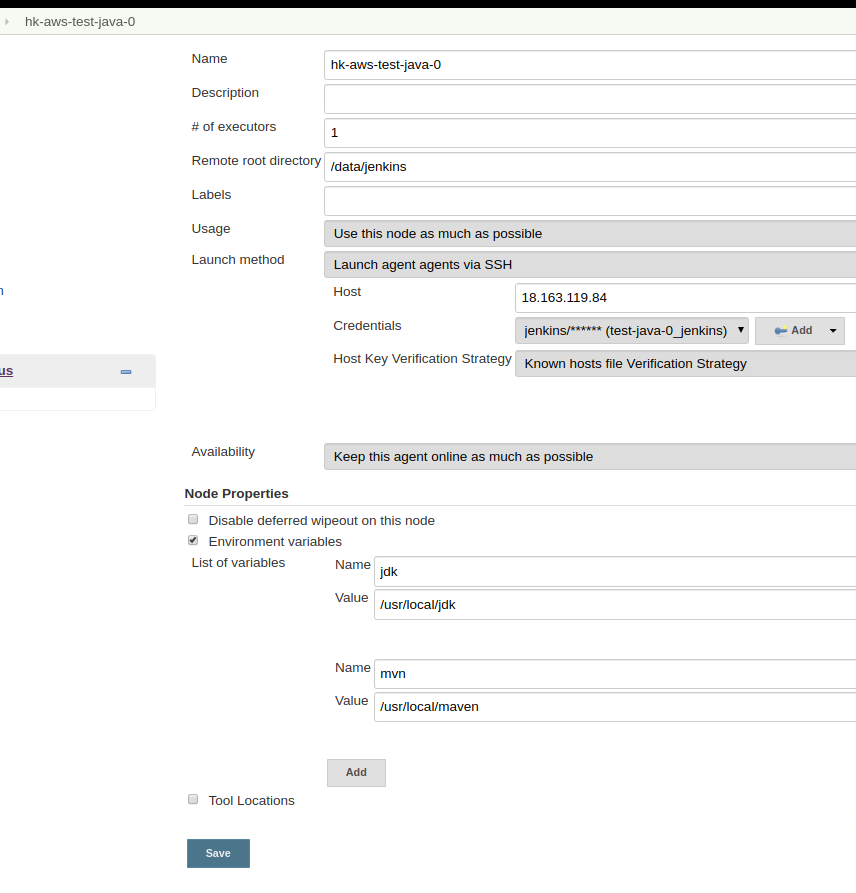 hk-aws-test-java-0
Name hk-aws-test-java-0
Description
# of executors 1
Remote root directory /data/jenkins
Labels
Usage Use this node as much as possible
Launch method Launch agent agents via SSH
Host 18.163.119.84
Credentials jenkins/****** (test-java-0_jenkins) Add
Host Key Verification Strategy Known hosts file Verification Strategy
us
Availability Keep this agent online as much as possible
Node Properties
Disable deferred wipeout on this node
Environment variables
List of variables Name jdk
Value /usr/local/jdk
Name mvn
Value /usr/local/maven
Add
Tool Locations
Save